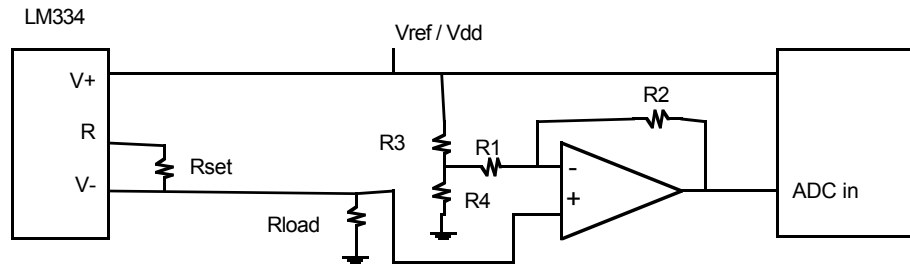 LM334
Vref / Vdd
V+
R2
R
R3
R1
Rset
-
V-
R4
+
ADC in
Rload